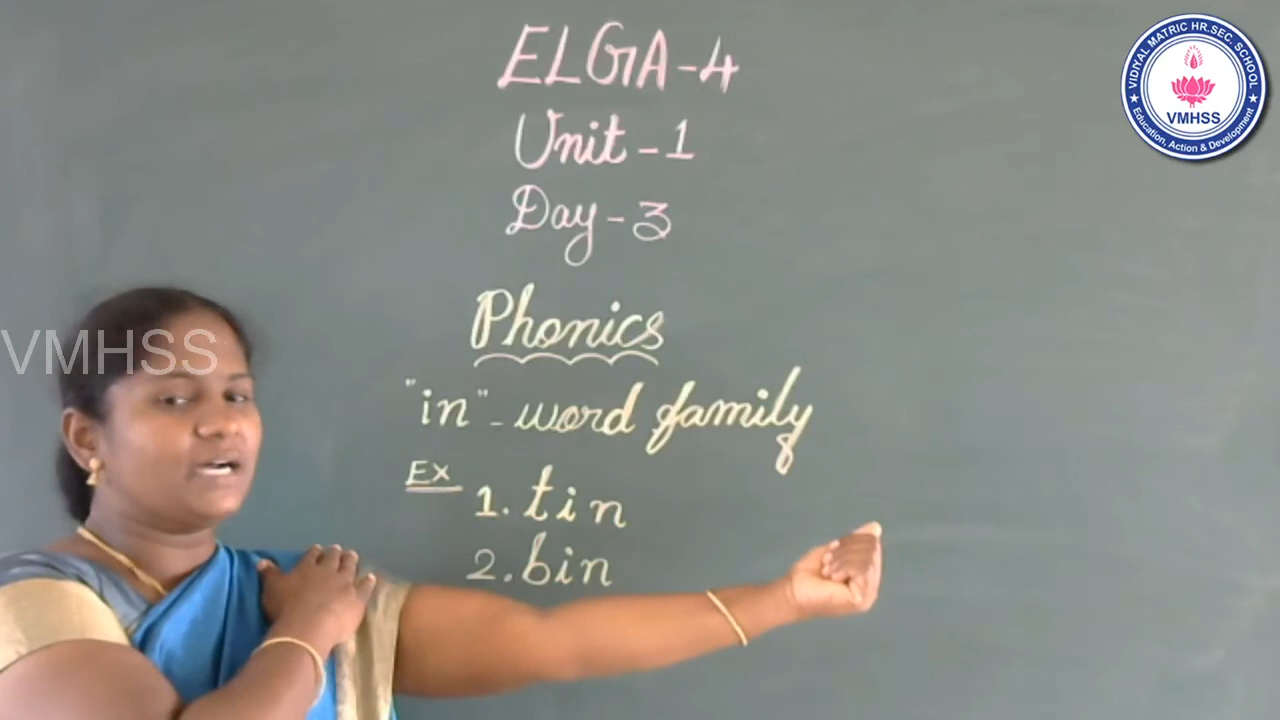 ELGA-4
Unit-1
Day-3
Phonics
"in"-word family
Ex
1. tin
2. bin
VMHSS
VIDIYAL MATRIC HR.SEC. SCHOOL
VMHSS
★ Education, Action & Development ★